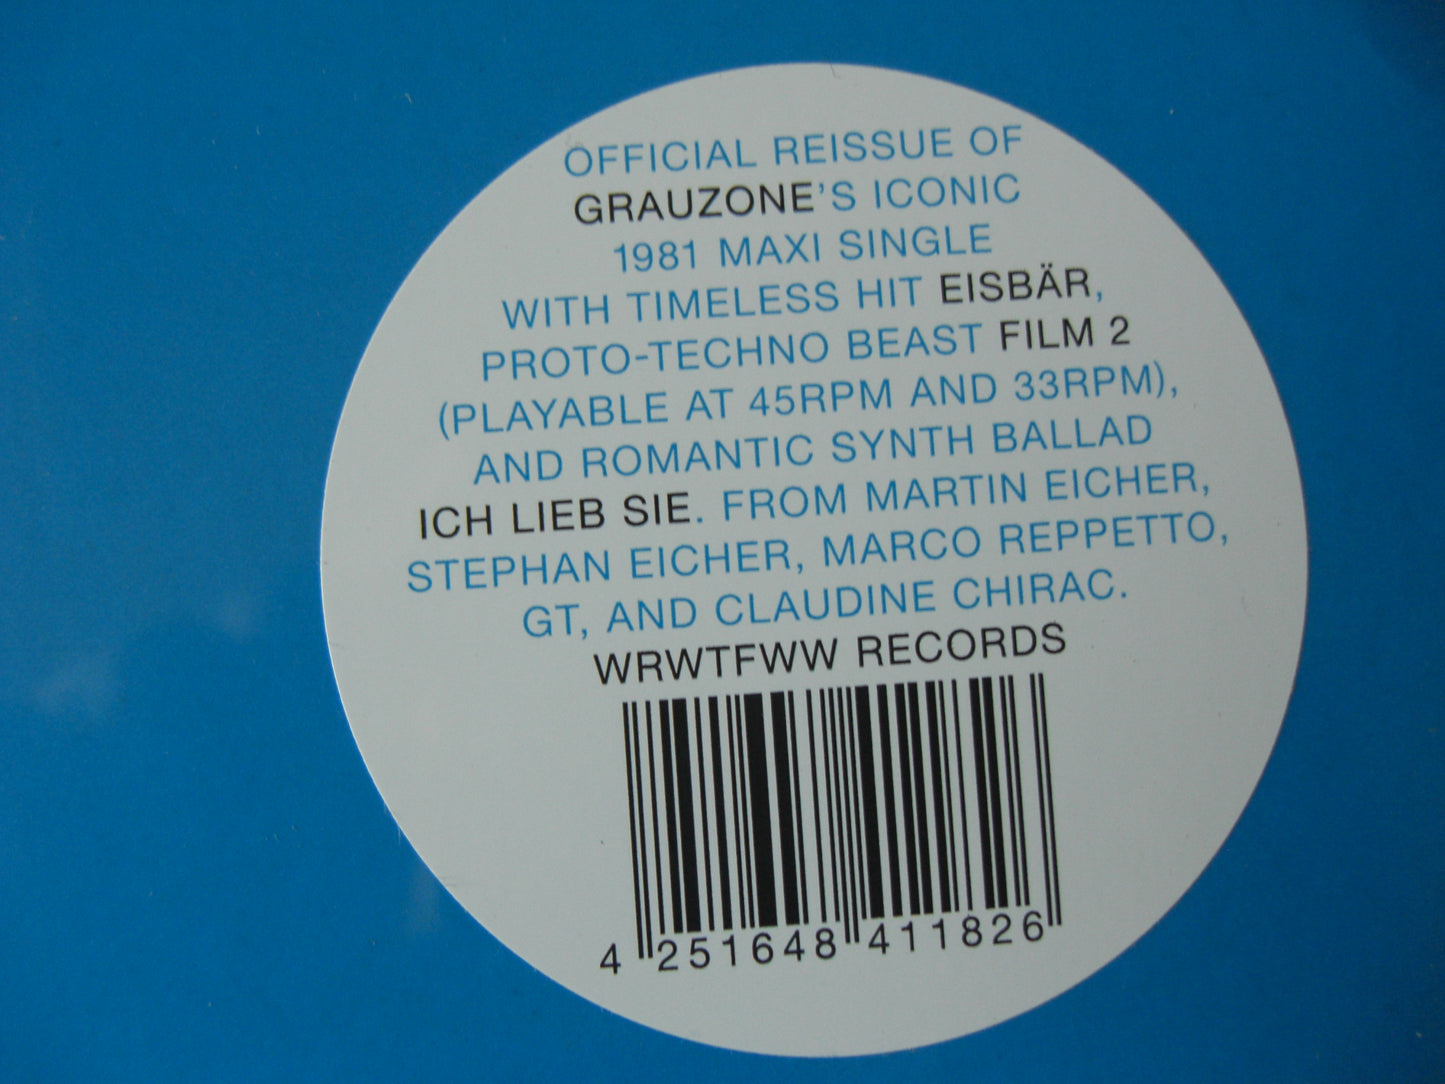 OFFICIAL REISSUE OF
GRAUZONE'S ICONIC
1981 MAXI SINGLE
WITH TIMELESS HIT EISBÄR,
PROTO-TECHNO BEAST FILM 2
(PLAYABLE AT 45RPM AND 33RPM),
AND ROMANTIC SYNTH BALLAD
ICH LIEB SIE. FROM MARTIN EICHER,
STEPHAN EICHER, MARCO REPPETTO,
GT, AND CLAUDINE CHIRAC.
WRWTFWW RECORDS
4 251648 411826